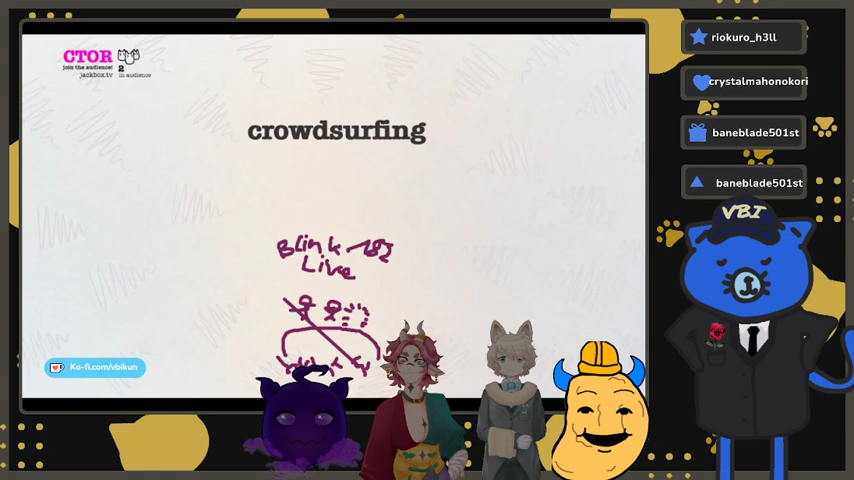 CTOR
join the audience!
jackbox.tv
2
in audience
crowdsurfing
Blink-182
Live
Ko-fi.com/vbikun
riokuro_h3ll
crystalmahonokori
baneblade501st
baneblade501st
VBI